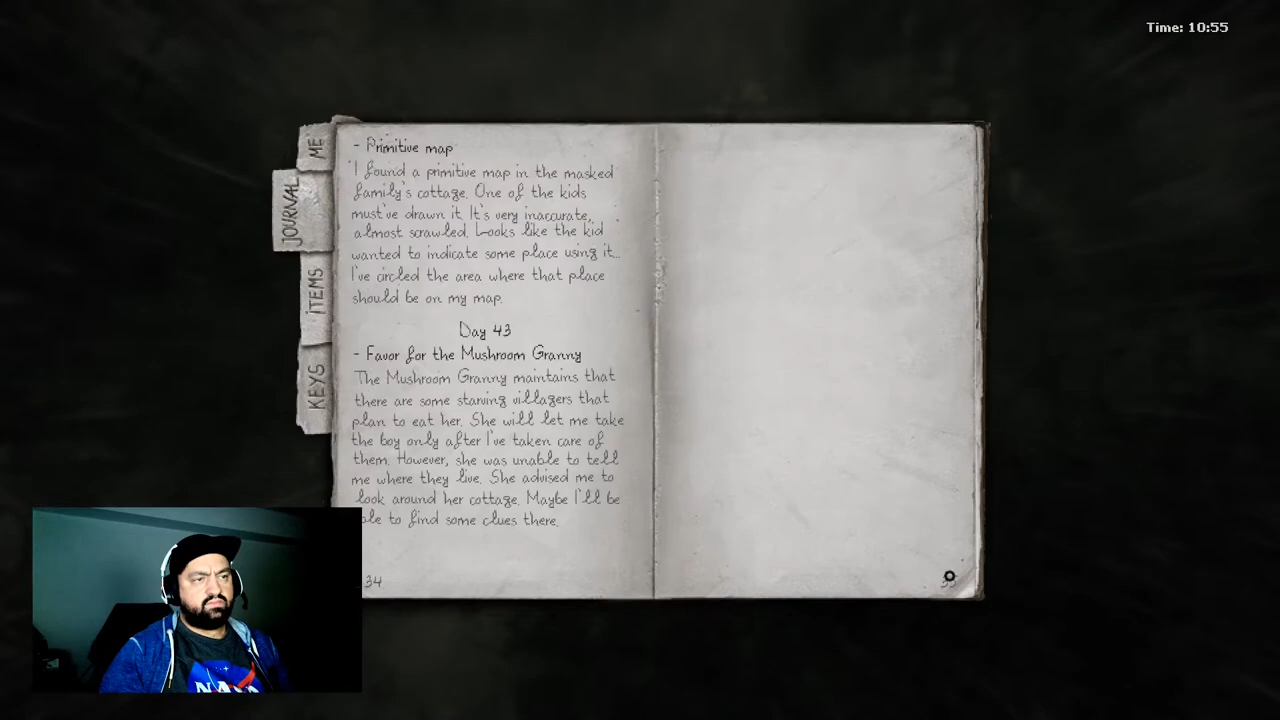 Time: 10:55
ME
JOURNAL
ITEMS
KEYS
- Primitive map
I found a primitive map in the masked
family's cottage. One of the kids
must've drawn it. It's very inaccurate,
almost scrawled. Looks like the kid
wanted to indicate some place using it...
I've circled the area where that place
should be on my map.
Day 43
- Favor for the Mushroom Granny
The Mushroom Granny maintains that
there are some starving villagers that
plan to eat her. She will let me take
the boy only after I've taken care of
them. However, she was unable to tell
me where they live. She advised me to
look around her cottage. Maybe I'll be
to find some clues there.
34